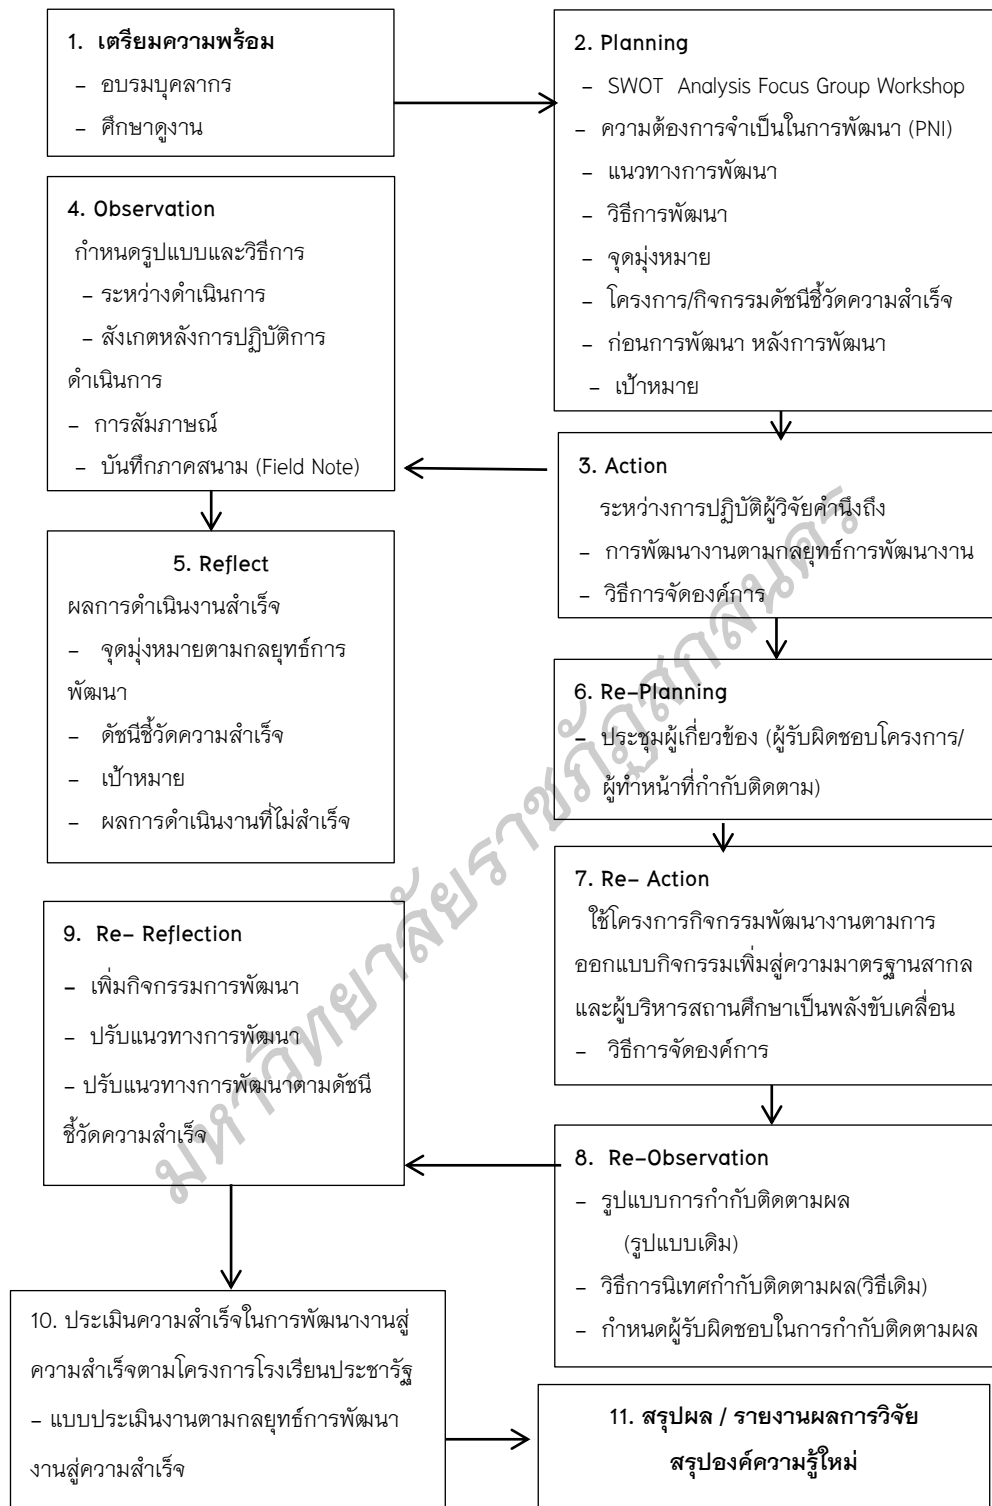 1. เตรียมความพร้อม
- อบรมบุคลากร
- ศึกษาดูงาน
2. Planning
- SWOT Analysis Focus Group Workshop
- ความต้องการจำเป็นในการพัฒนา (PNI)
- แนวทางการพัฒนา
- วิธีการพัฒนา
- จุดมุ่งหมาย
- โครงการ/กิจกรรมดัชนีชี้วัดความสำเร็จ
- ก่อนการพัฒนา หลังการพัฒนา
- เป้าหมาย
3. Action
ระหว่างการปฏิบัติผู้วิจัยคำนึงถึง
- การพัฒนางานตามกลยุทธ์การพัฒนางาน
- วิธีการจัดองค์การ
4. Observation
กำหนดรูปแบบและวิธีการ
- ระหว่างดำเนินการ
- สังเกตหลังการปฏิบัติการ
ดำเนินการ
- การสัมภาษณ์
- บันทึกภาคสนาม (Field Note)
5. Reflect
ผลการดำเนินงานสำเร็จ
- จุดมุ่งหมายตามกลยุทธ์การ
พัฒนา
- ดัชนีชี้วัดความสำเร็จ
- เป้าหมาย
- ผลการดำเนินงานที่ไม่สำเร็จ
6. Re-Planning
- ประชุมผู้เกี่ยวข้อง (ผู้รับผิดชอบโครงการ/
ผู้ทำหน้าที่กำกับติดตาม)
7. Re- Action
ใช้โครงการกิจกรรมพัฒนางานตามการ
ออกแบบกิจกรรมเพิ่มสู่ความมาตรฐานสากล
และผู้บริหารสถานศึกษาเป็นพลังขับเคลื่อน
- วิธีการจัดองค์การ
8. Re-Observation
- รูปแบบการกำกับติดตามผล
(รูปแบบเดิม)
- วิธีการนิเทศกำกับติดตามผล(วิธีเดิม)
- กำหนดผู้รับผิดชอบในการกำกับติดตามผล
9. Re- Reflection
- เพิ่มกิจกรรมการพัฒนา
- ปรับแนวทางการพัฒนา
- ปรับแนวทางการพัฒนาตามดัชนี
ชี้วัดความสำเร็จ
10. ประเมินความสำเร็จในการพัฒนางานสู่
ความสำเร็จตามโครงการโรงเรียนประชารัฐ
- แบบประเมินงานตามกลยุทธ์การพัฒนา
งานสู่ความสำเร็จ
11. สรุปผล / รายงานผลการวิจัย
สรุปองค์ความรู้ใหม่
มหาวิทยาลัยราชภัฏสกลนคร